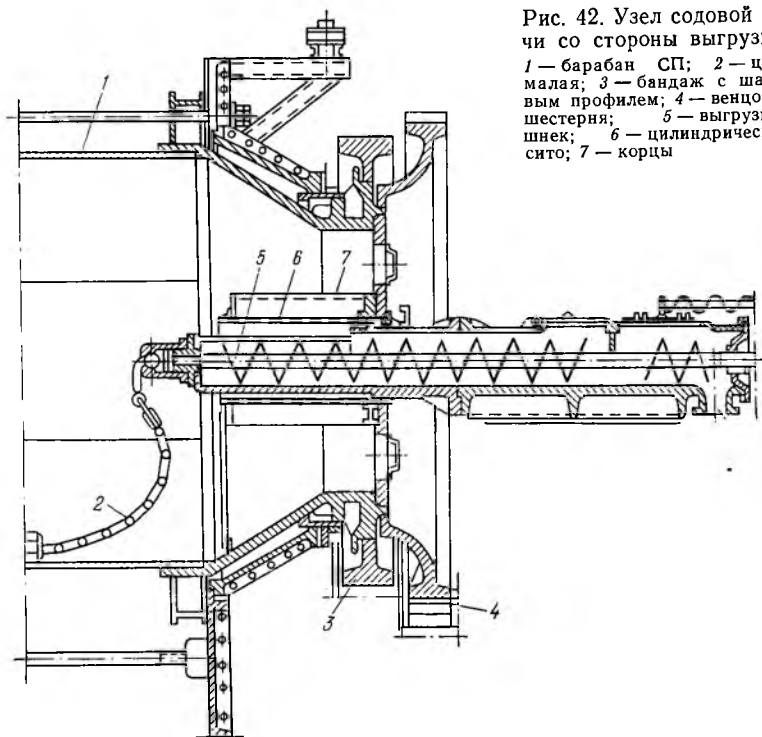 Рис. 42. Узел содовой
чи со стороны выгруз
1 — барабан СП; 2 — ц
малая; 3 — бандаж с ша
вым профилем; 4 — венцо
шестерня; 5 — выгруз
шнек; 6 — цилиндричес
сито; 7 — корцы
1
5
6
7
2
3
4